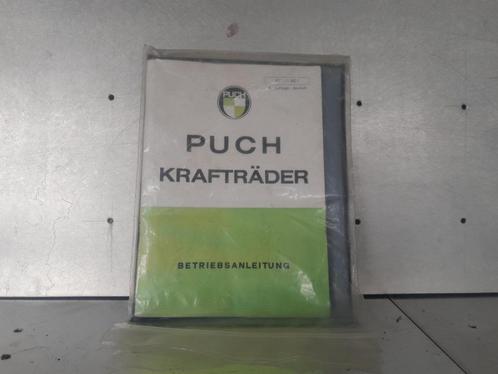 PUCH
PUCH
KRAFTRÄDER
BETRIEBSANLEITUNG